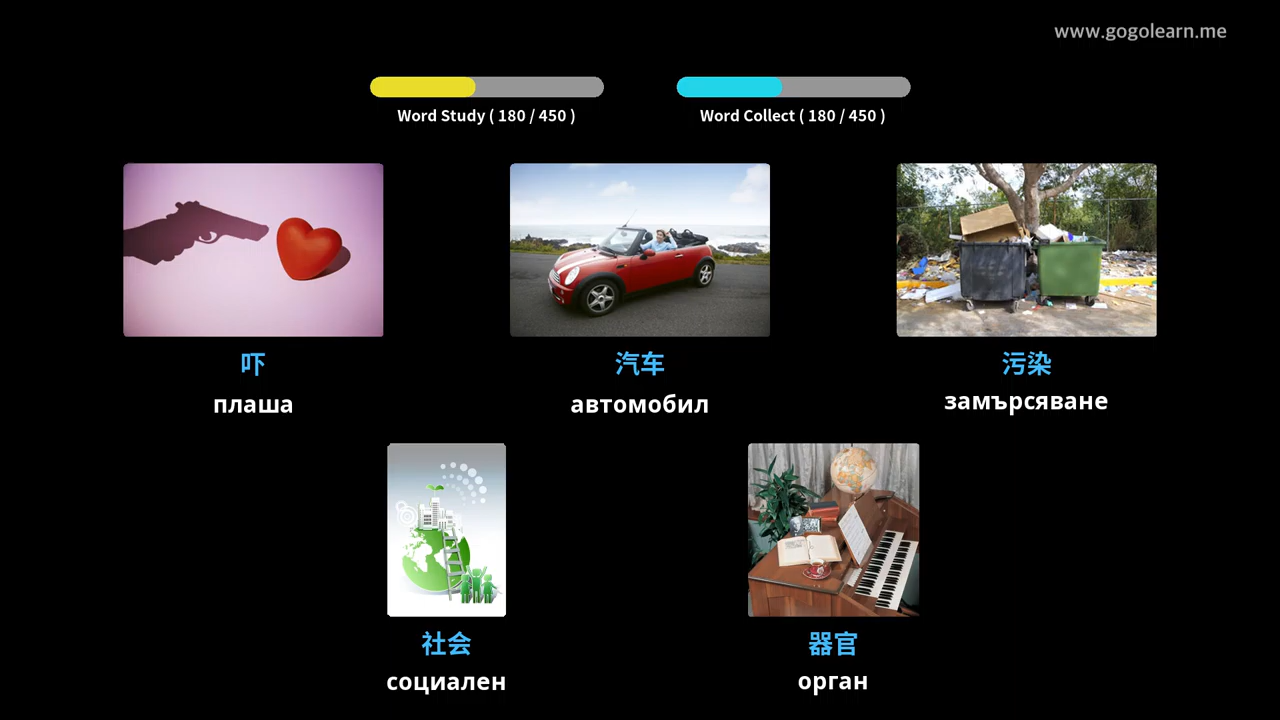 www.gogolearn.me
Word Study ( 180 / 450 )
Word Collect ( 180 / 450 )
吓
плаша
汽车
автомобил
污染
замърсяване
社会
социален
器官
орган